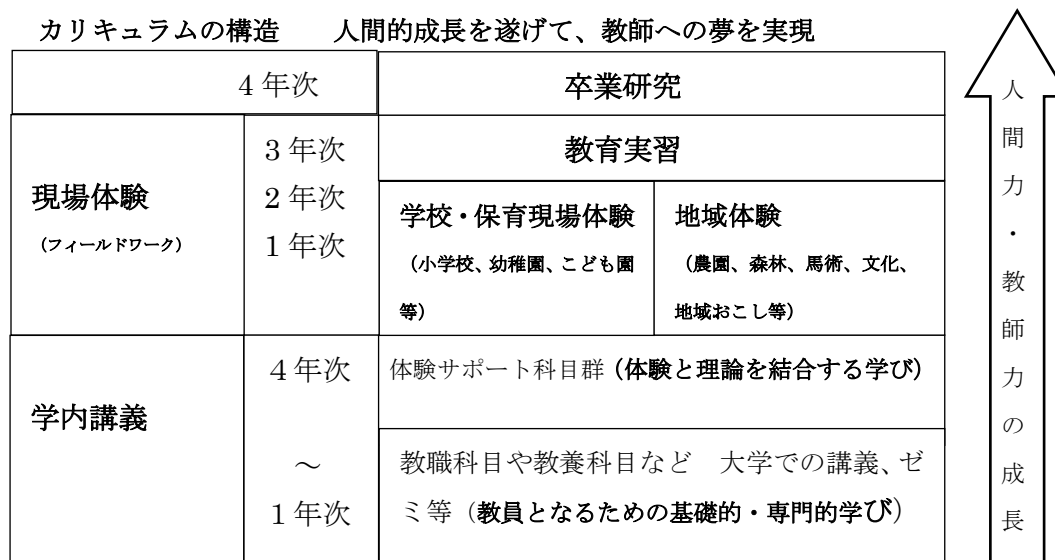 カリキュラムの構造　　人間的成長を遂げて、教師への夢を実現
4年次
卒業研究
現場体験
（フィールドワーク）
3年次
2年次
1年次
教育実習
学校・保育現場体験
（小学校、幼稚園、こども園
等）
地域体験
（農園、森林、馬術、文化、
地域おこし等）
学内講義
4年次
～
1年次
体験サポート科目群（体験と理論を結合する学び）
教職科目や教養科目など　大学での講義、ゼ
ミ等（教員となるための基礎的・専門的学び）
人間力・教師力の成長